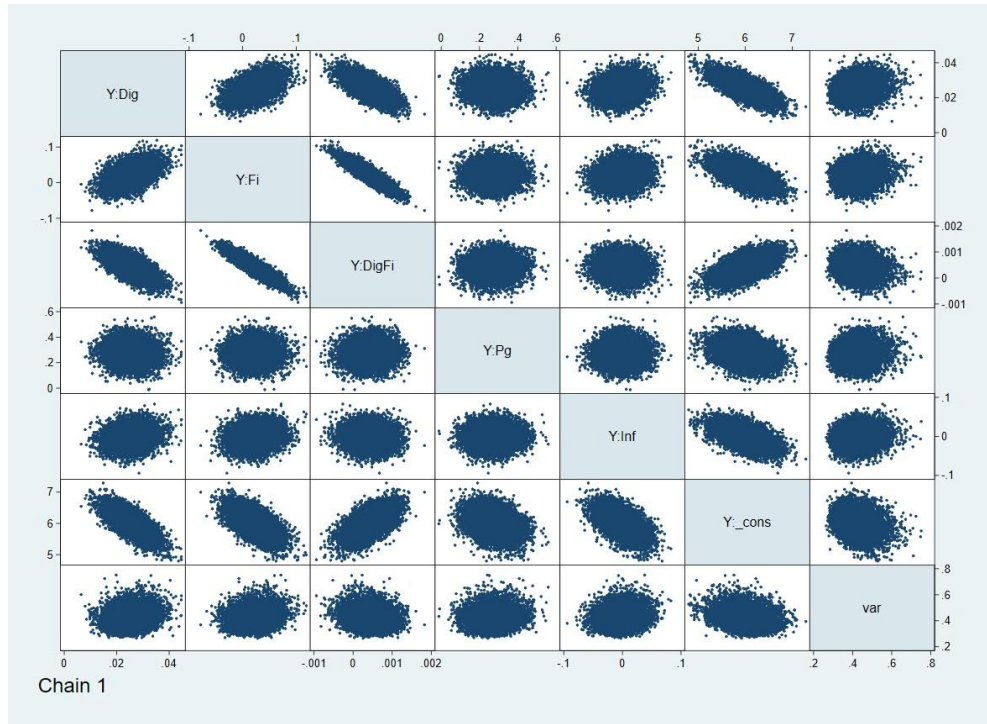 -.1 0 .1 0 .2 .4 .6 5 6 7
Y:Dig
.04
.02
0
.1
0
-.1
Y:Fi
Y:DigFi
.002
.001
0
-.001
.6
.4
.2
0
Y:Pg
Y:Inf
.1
0
-.1
7
6
5
Y:_cons
var
.8
.6
.4
.2
0 .02 .04 -.001 0 .001 .002 -.1 0 .1 .2 .4 .6 .8
Chain 1